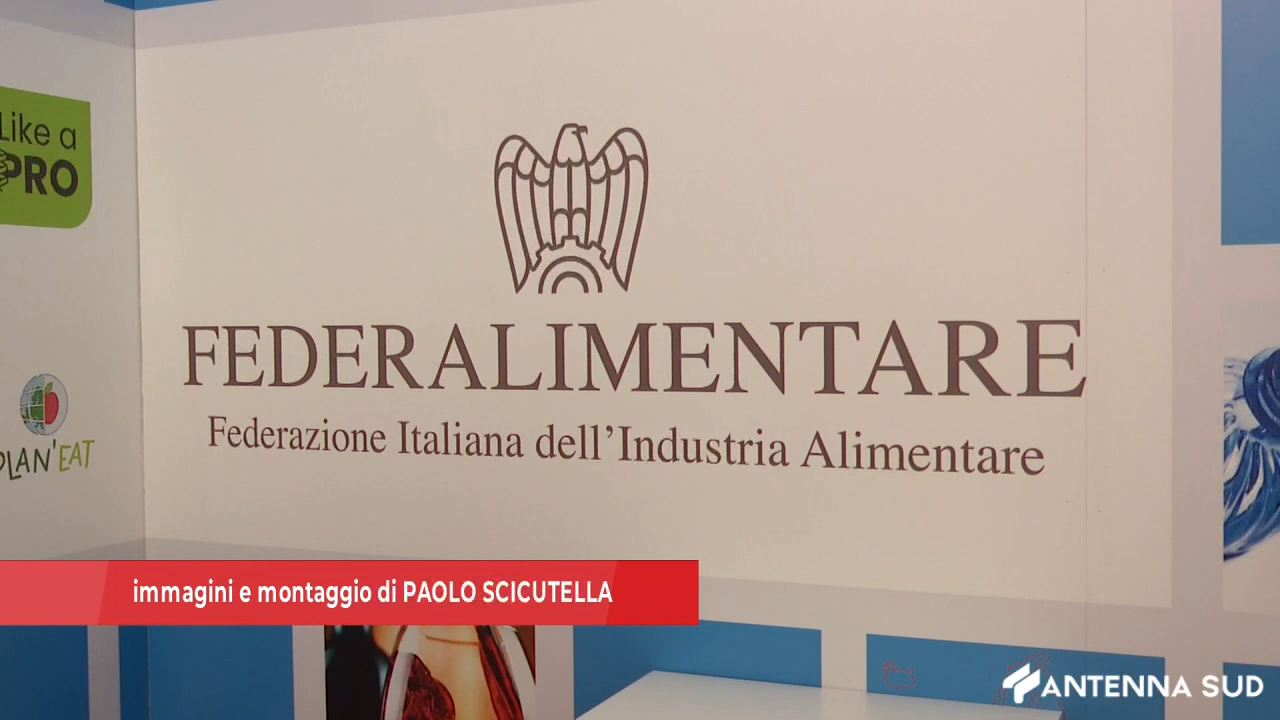 Like a
PRO
FEDERALIMENTARE
Federazione Italiana dell'Industria Alimentare
PLAN'EAT
immagini e montaggio di PAOLO SCICUTELLA
ANTENNA SUD